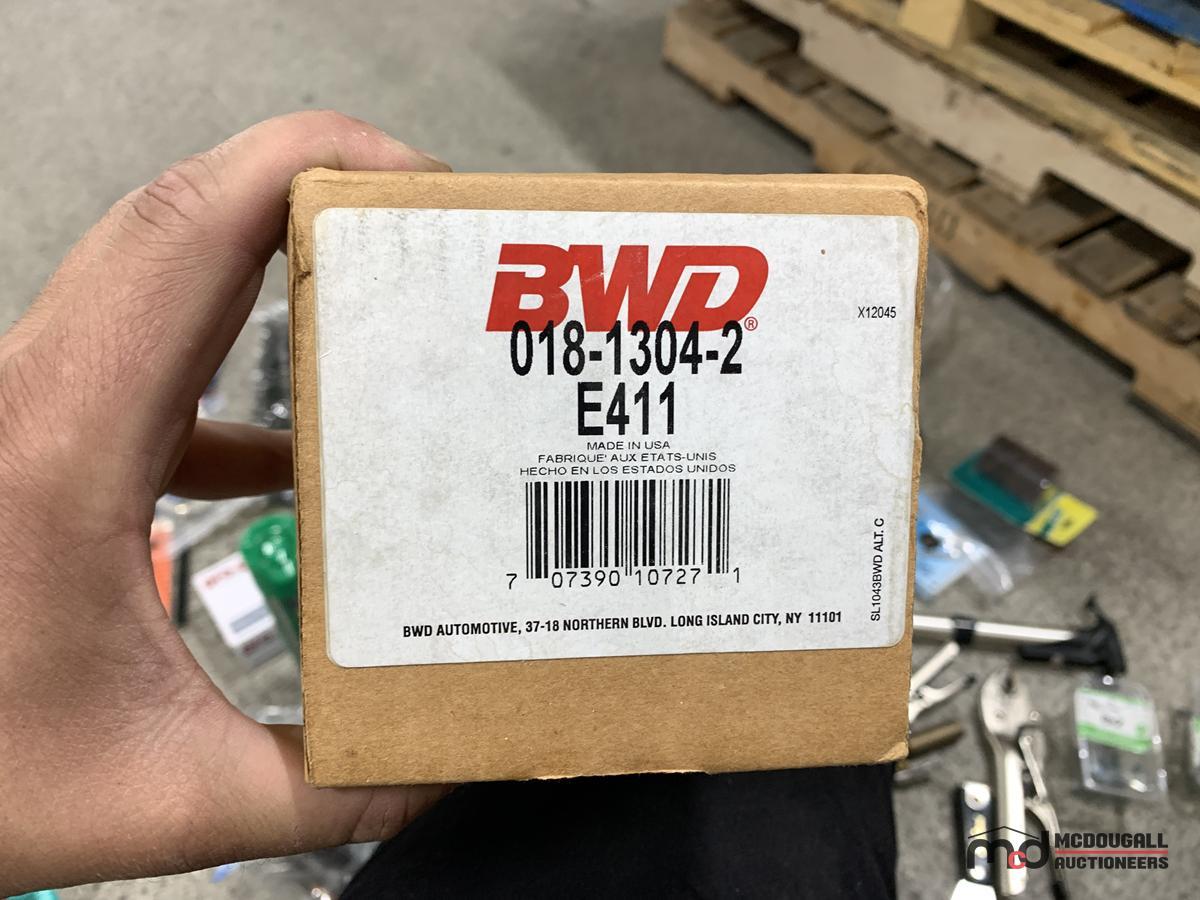 BWD®
X12045
018-1304-2
E411
MADE IN USA
FABRIQUE' AUX ETATS-UNIS
HECHO EN LOS ESTADOS UNIDOS
7 07390 10727 1
SL1043BWD ALT. C
BWD AUTOMOTIVE, 37-18 NORTHERN BLVD. LONG ISLAND CITY, NY 11101
mcd
MCDOUGALL
AUCTIONEERS